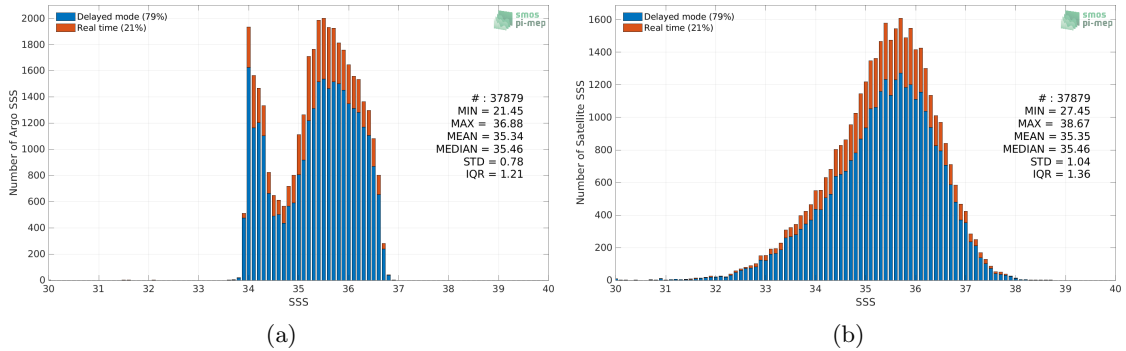 Delayed mode (79%)
Real time (21%)
smos
pi-mep
2000
1800
1600
1400
1200
1000
800
600
400
200
0
Number of Argo SSS
# : 37879
MIN = 21.45
MAX = 36.88
MEAN = 35.34
MEDIAN = 35.46
STD = 0.78
IQR = 1.21
30 31 32 33 34 35 36 37 38 39 40
SSS
(a)
Delayed mode (79%)
Real time (21%)
smos
pi-mep
1600
1400
1200
1000
800
600
400
200
0
Number of Satellite SSS
# : 37879
MIN = 27.45
MAX = 38.67
MEAN = 35.35
MEDIAN = 35.46
STD = 1.04
IQR = 1.36
30 31 32 33 34 35 36 37 38 39 40
SSS
(b)